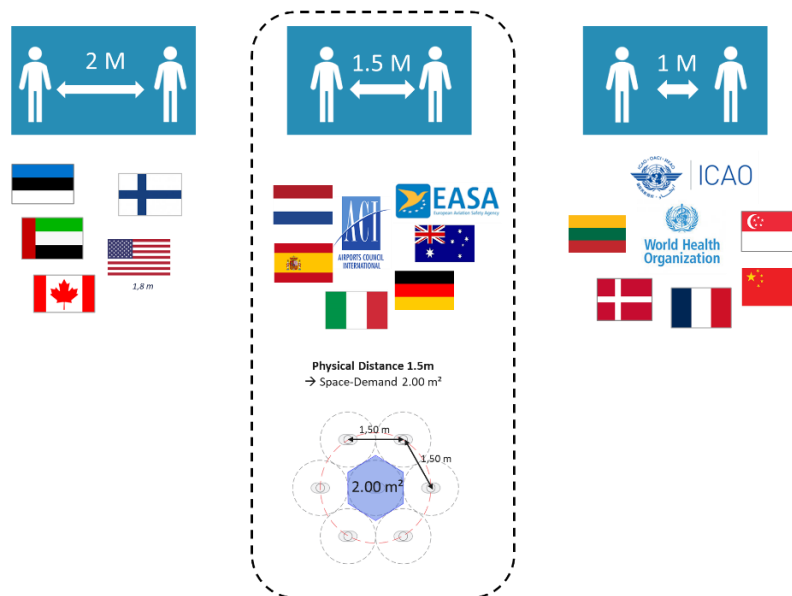 2 M
1.5 M
1 M
1,8 m
ACI
AIRPORTS COUNCIL
INTERNATIONAL
EASA
European Aviation Safety Agency
ICAO
World Health
Organization
Physical Distance 1.5m
→ Space-Demand 2.00 m²
1,50 m
1,50 m
2.00 m²